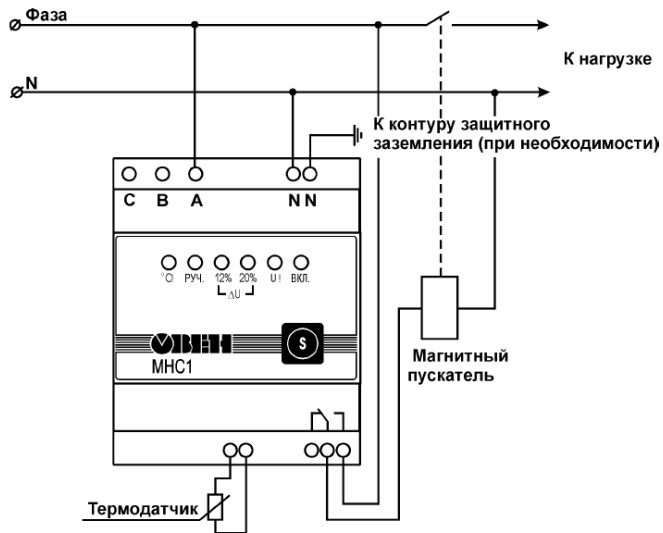 Фаза
К нагрузке
N
К контуру защитного
заземления (при необходимости)
C B A N N
°C! РУЧ. 12% 20% U ! ВКЛ.
ΔU
ОВЕН
S
МНС1
Магнитный
пускатель
Термодатчик